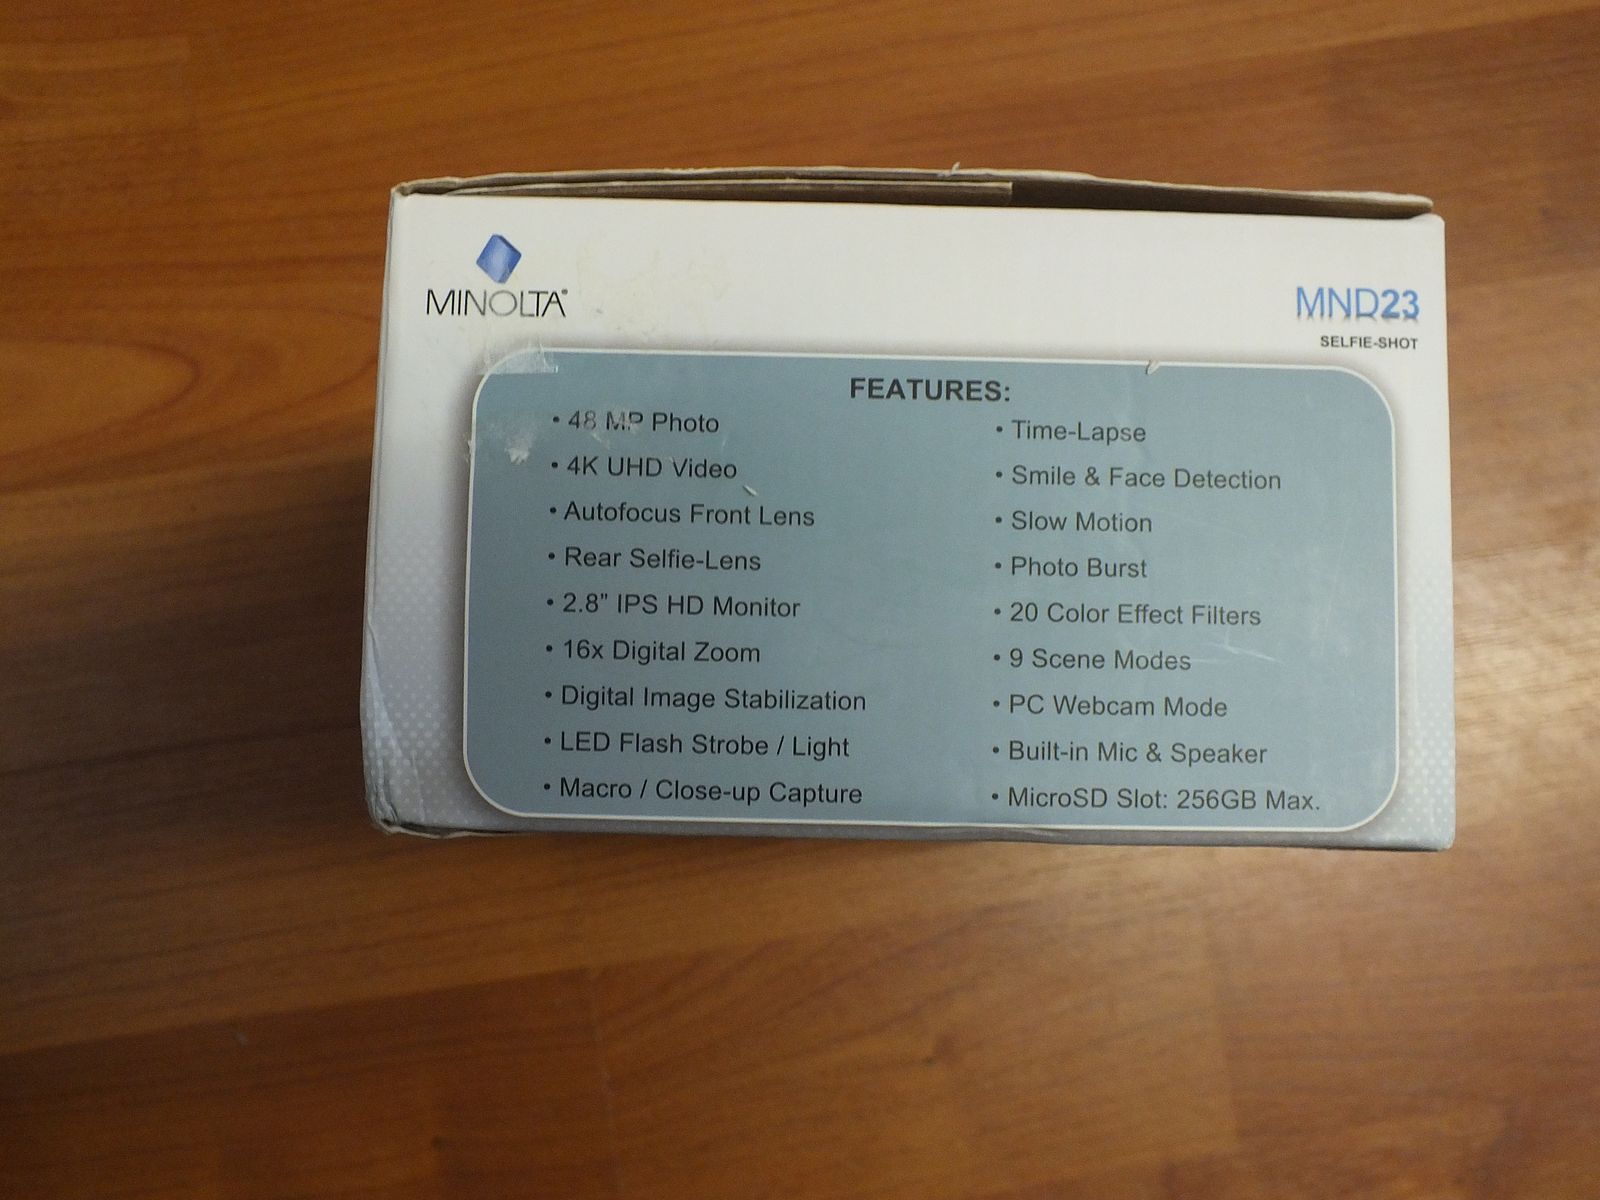 MINOLTA®
MND23
SELFIE-SHOT
FEATURES:
• 48 MP Photo
• 4K UHD Video
• Autofocus Front Lens
• Rear Selfie-Lens
• 2.8" IPS HD Monitor
• 16x Digital Zoom
• Digital Image Stabilization
• LED Flash Strobe / Light
• Macro / Close-up Capture
• Time-Lapse
• Smile & Face Detection
• Slow Motion
• Photo Burst
• 20 Color Effect Filters
• 9 Scene Modes
• PC Webcam Mode
• Built-in Mic & Speaker
• MicroSD Slot: 256GB Max.